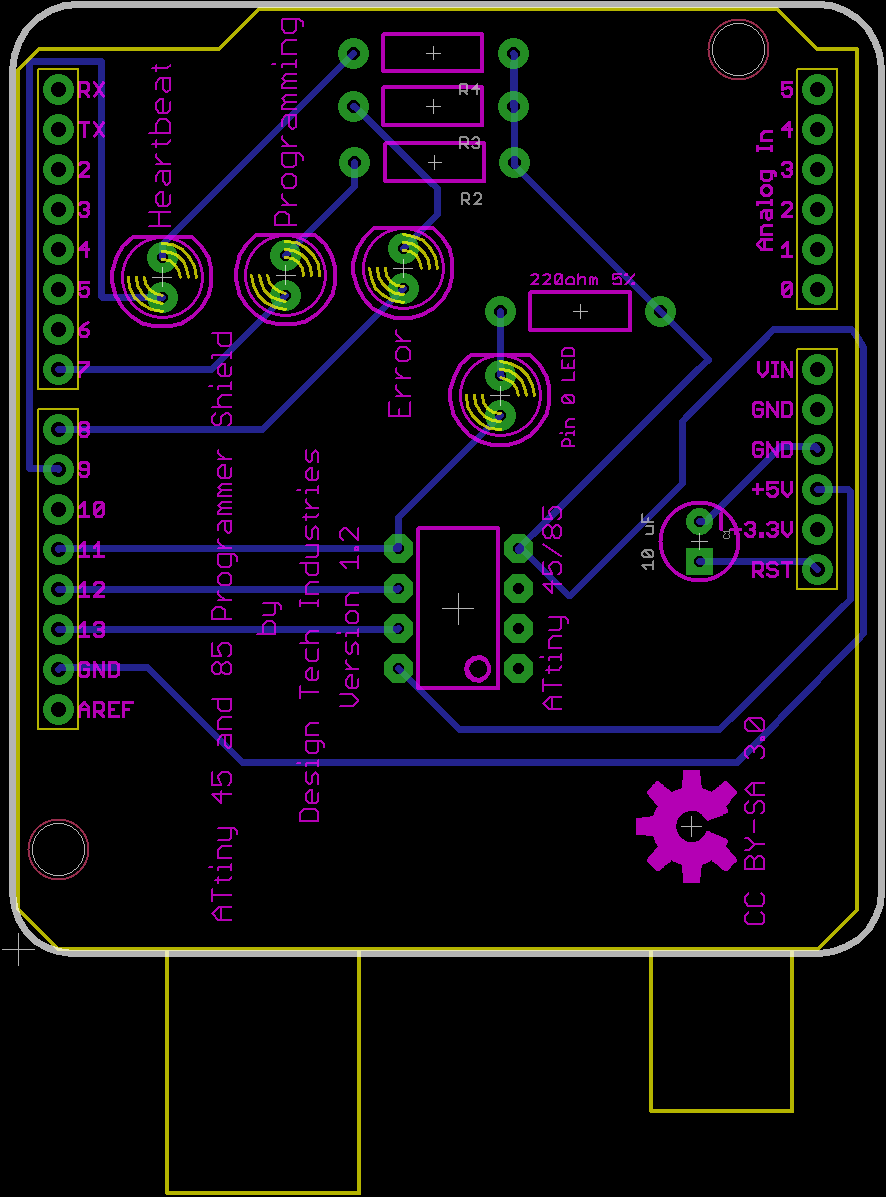 Heartbeat
Programming
R4
R3
R2
RX
TX
2
3
4
5
6
7
8
9
10
11
12
13
GND
AREF
5
4
3
2
1
0
Analog In
220ohm 5%
Error
Pin 0 LED
VIN
GND
GND
+5V
+3.3V
RST
10 uF
C1
ATtiny 45/85
ATTiny 45 and 85 Programmer Shield
by
Design Tech Industries
Version 1.2
CC BY-SA 3.0